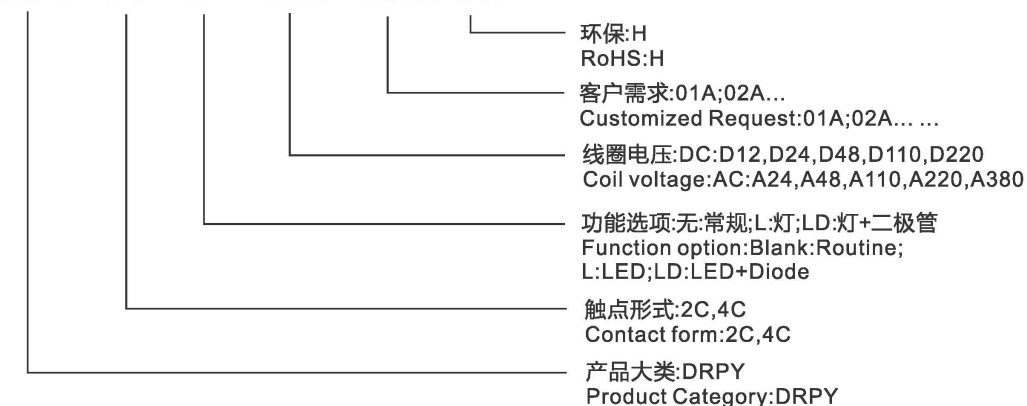 环保:H
RoHS:H
客户需求:01A;02A...
Customized Request:01A;02A... ...
线圈电压:DC:D12,D24,D48,D110,D220
Coil voltage:AC:A24,A48,A110,A220,A380
功能选项:无:常规;L:灯;LD:灯+二极管
Function option:Blank:Routine;
L:LED;LD:LED+Diode
触点形式:2C,4C
Contact form:2C,4C
产品大类:DRPY
Product Category:DRPY